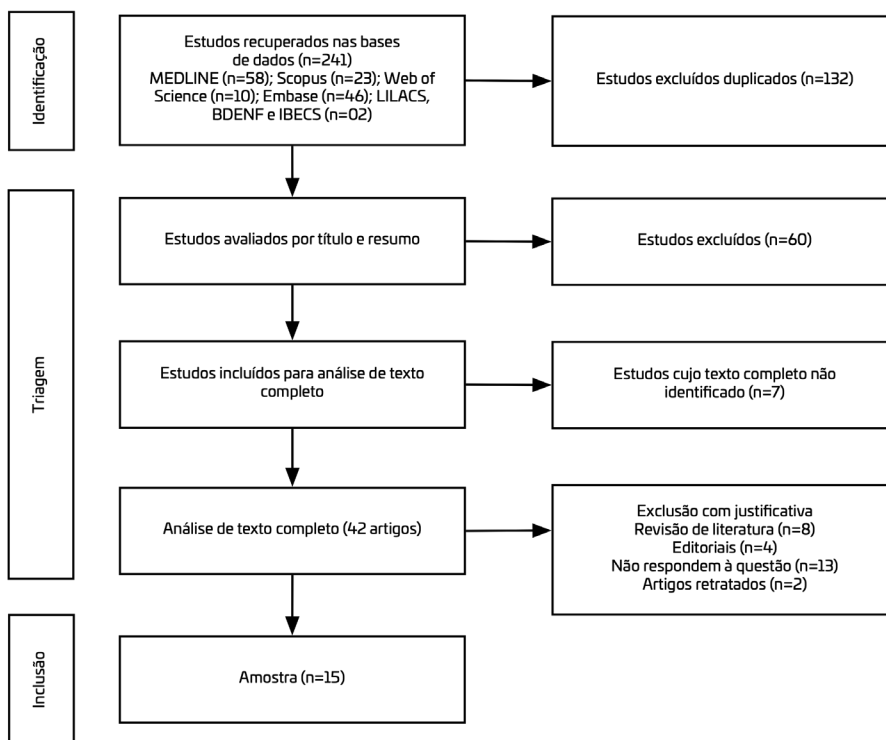 Identificação
Estudos recuperados nas bases
de dados (n=241)
MEDLINE (n=58); Scopus (n=23); Web of
Science (n=10); Embase (n=46); LILACS,
BDENF e IBECS (n=02)
Estudos excluídos duplicados (n=132)
Triagem
Estudos avaliados por título e resumo
Estudos excluídos (n=60)
Estudos incluídos para análise de texto
completo
Estudos cujo texto completo não
identificado (n=7)
Análise de texto completo (42 artigos)
Exclusão com justificativa
Revisão de literatura (n=8)
Editoriais (n=4)
Não respondem à questão (n=13)
Artigos retratados (n=2)
Inclusão
Amostra (n=15)